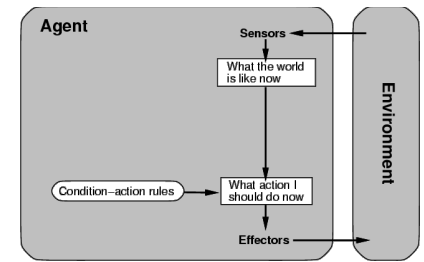 Agent
Sensors
What the world
is like now
Environment
Condition–action rules
What action I
should do now
Effectors